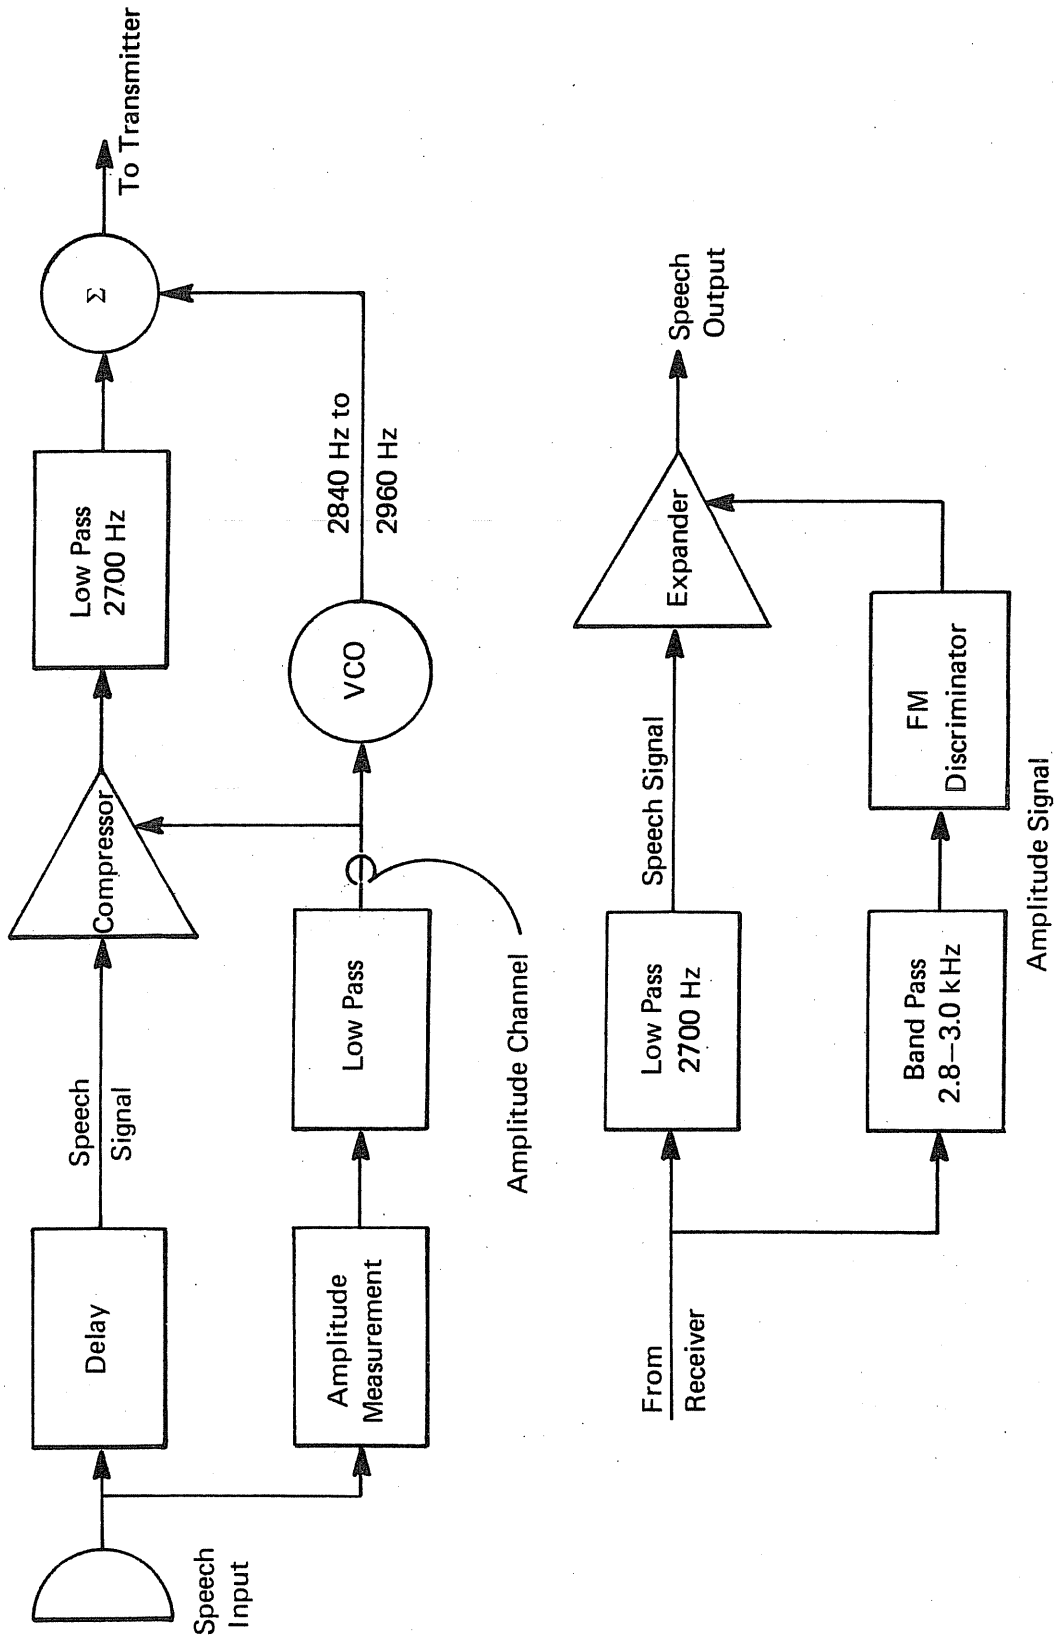 Speech
Input
Delay
Speech
Signal
Compressor
Low Pass
2700 Hz
Σ
To Transmitter
Amplitude
Measurement
Low Pass
Amplitude Channel
VCO
2840 Hz to
2960 Hz
From
Receiver
Low Pass
2700 Hz
Speech Signal
Expander
Speech
Output
Band Pass
2.8–3.0 kHz
FM
Discriminator
Amplitude Signal